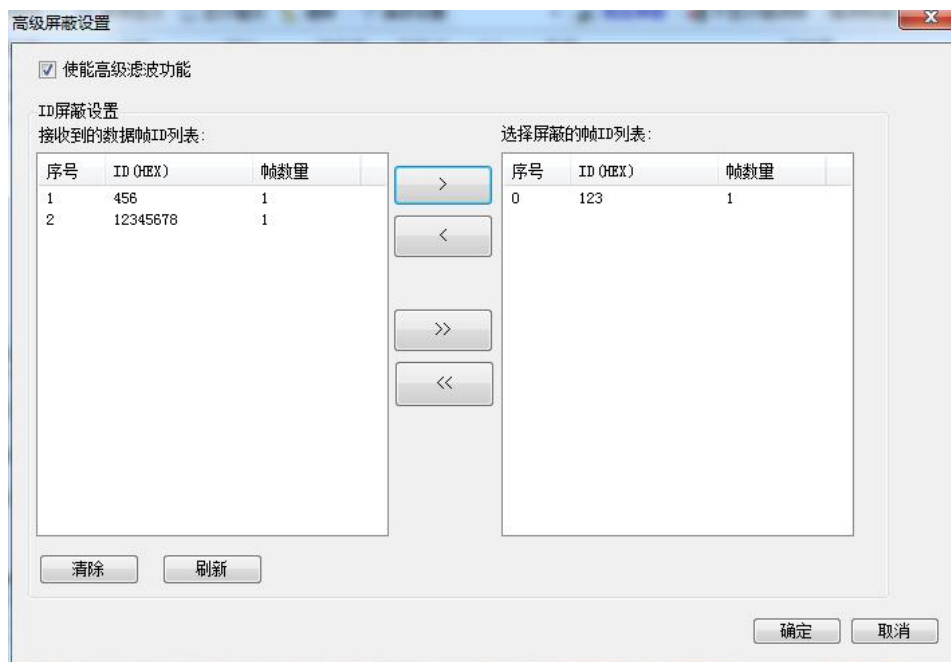 高级屏蔽设置
使能高级滤波功能
ID屏蔽设置
接收到的数据帧ID列表:
序号 ID(HEX) 帧数量
1 456 1
2 12345678 1
>
<
>>
<<
选择屏蔽的帧ID列表:
序号 ID(HEX) 帧数量
0 123 1
清除 刷新
确定 取消